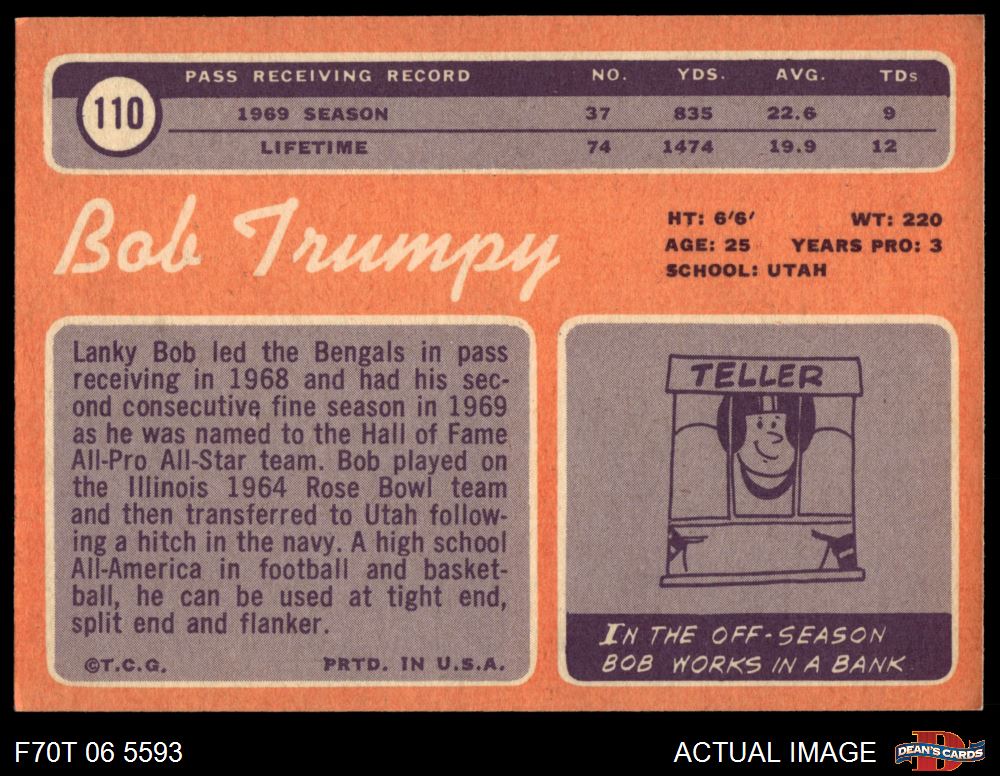 110
PASS RECEIVING RECORD NO. YDS. AVG. TDs
1969 SEASON 37 835 22.6 9
LIFETIME 74 1474 19.9 12
Bob Trumpy
HT: 6'6' WT: 220
AGE: 25 YEARS PRO: 3
SCHOOL: UTAH
Lanky Bob led the Bengals in pass
receiving in 1968 and had his sec-
ond consecutive fine season in 1969
as he was named to the Hall of Fame
All-Pro All-Star team. Bob played on
the Illinois 1964 Rose Bowl team
and then transferred to Utah follow-
ing a hitch in the navy. A high school
All-America in football and basket-
ball, he can be used at tight end,
split end and flanker.
©T.C.G. PRTD. IN U.S.A.
TELLER
IN THE OFF-SEASON
BOB WORKS IN A BANK
F70T 06 5593
ACTUAL IMAGE
D
DEAN'S CARDS